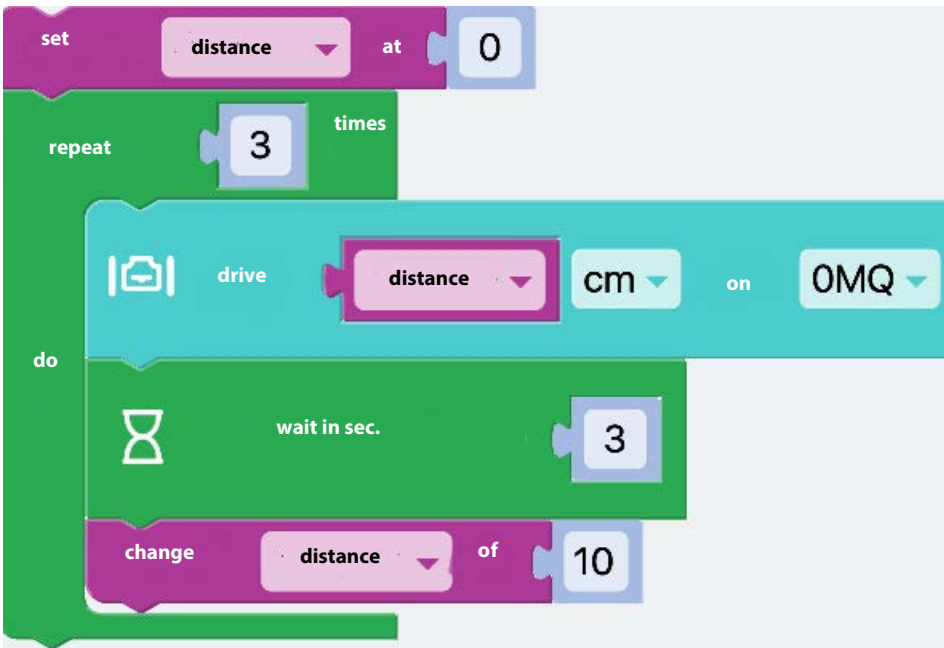 set distance at 0
repeat 3 times
do
drive distance cm on 0MQ
wait in sec. 3
change distance of 10